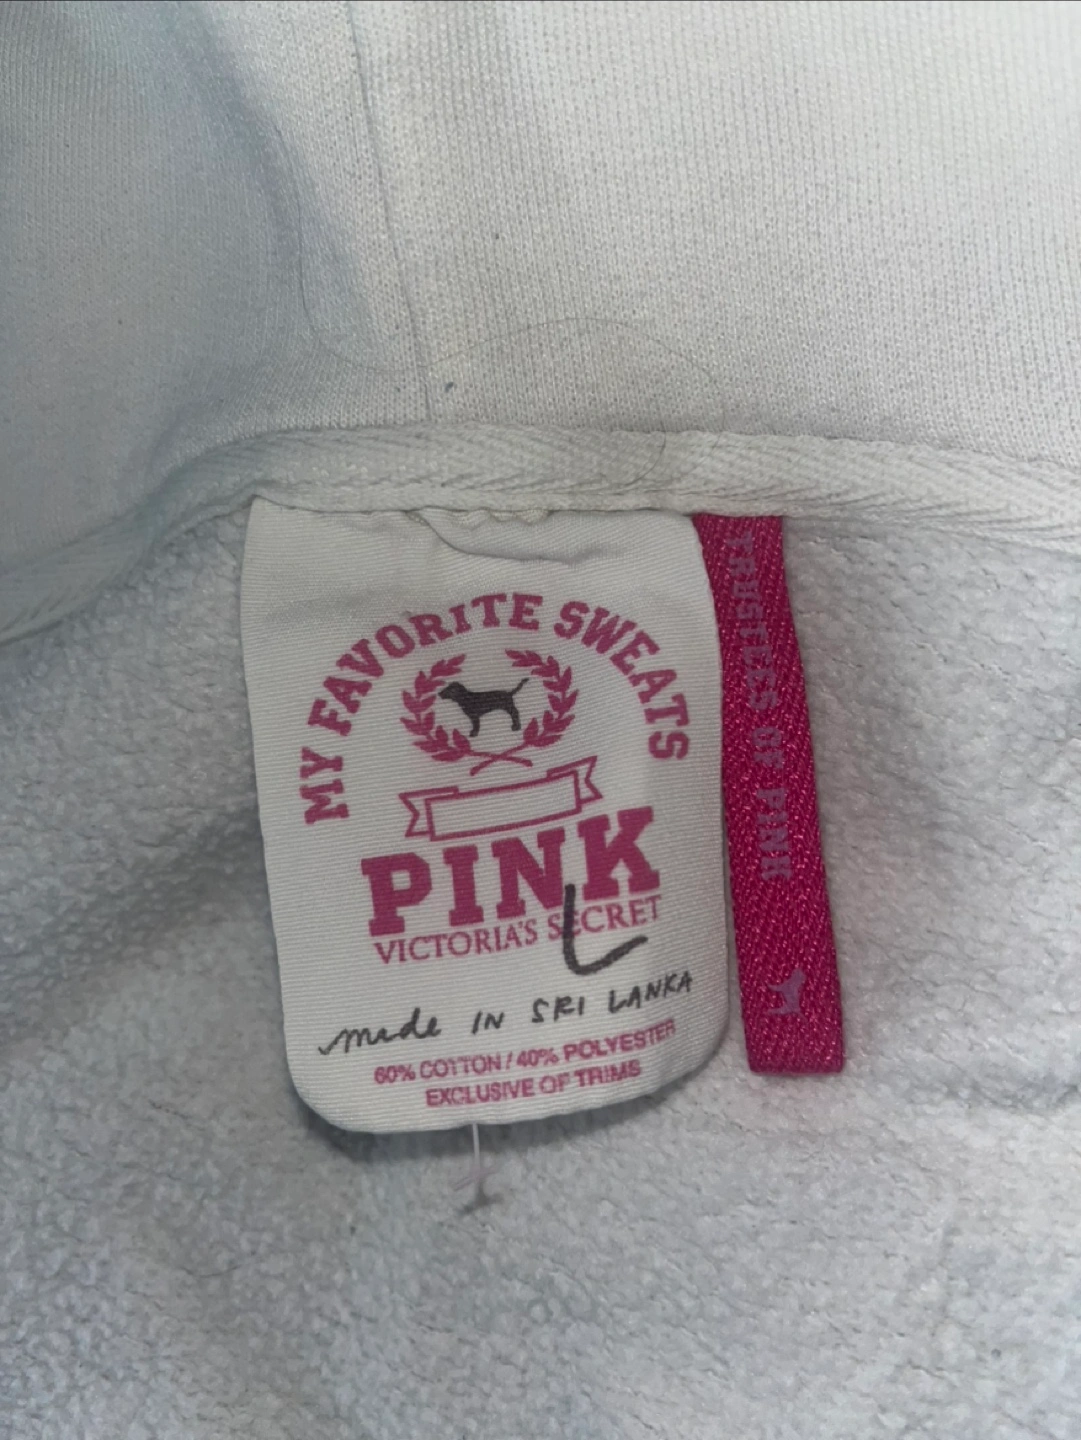 MY FAVORITE SWEATS
PINK
VICTORIA'S SECRET
L
made IN SRI LANKA
60% COTTON / 40% POLYESTER
EXCLUSIVE OF TRIMS
TRUSTEES OF PINK